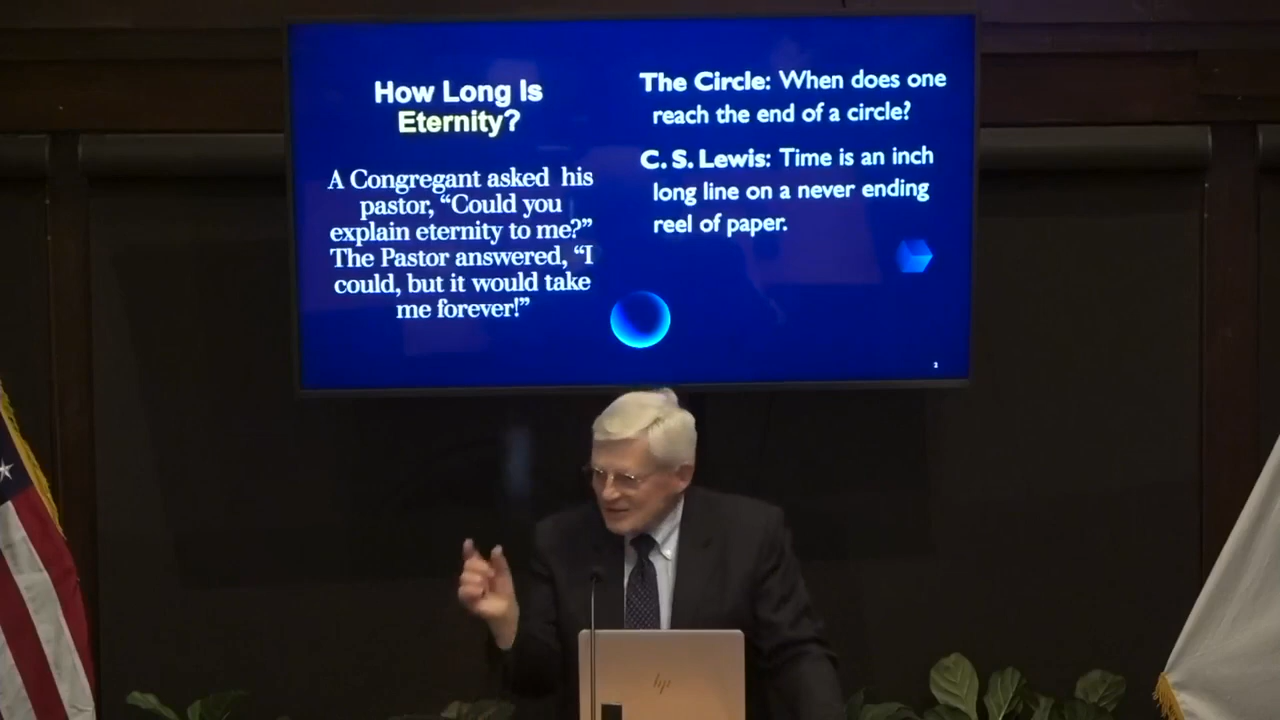 How Long Is
Eternity?
A Congregant asked his
pastor, “Could you
explain eternity to me?”
The Pastor answered, “I
could, but it would take
me forever!”
The Circle: When does one
reach the end of a circle?
C. S. Lewis: Time is an inch
long line on a never ending
reel of paper.
2
hp